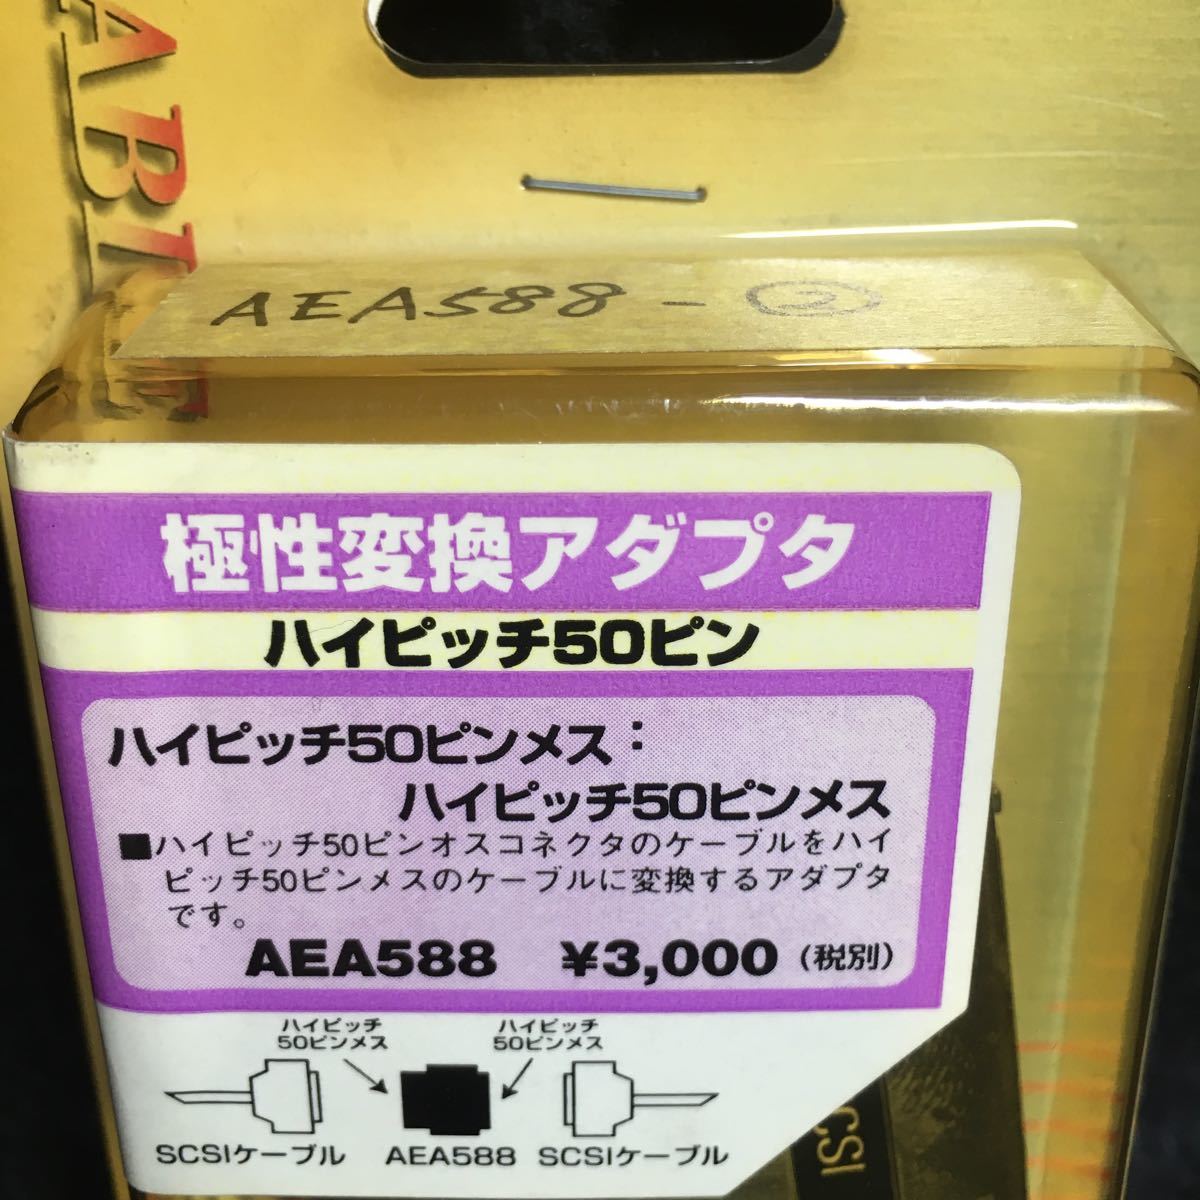 AEA588-②
極性変換アダプタ
ハイピッチ50ピン
ハイピッチ50ピンメス:
ハイピッチ50ピンメス
■ハイピッチ50ピンオスコネクタのケーブルをハイ
ピッチ50ピンメスのケーブルに変換するアダプタ
です。
AEA588 ¥3,000(税別)
ハイピッチ
50ピンメス
ハイピッチ
50ピンメス
SCSIケーブル
AEA588
SCSIケーブル